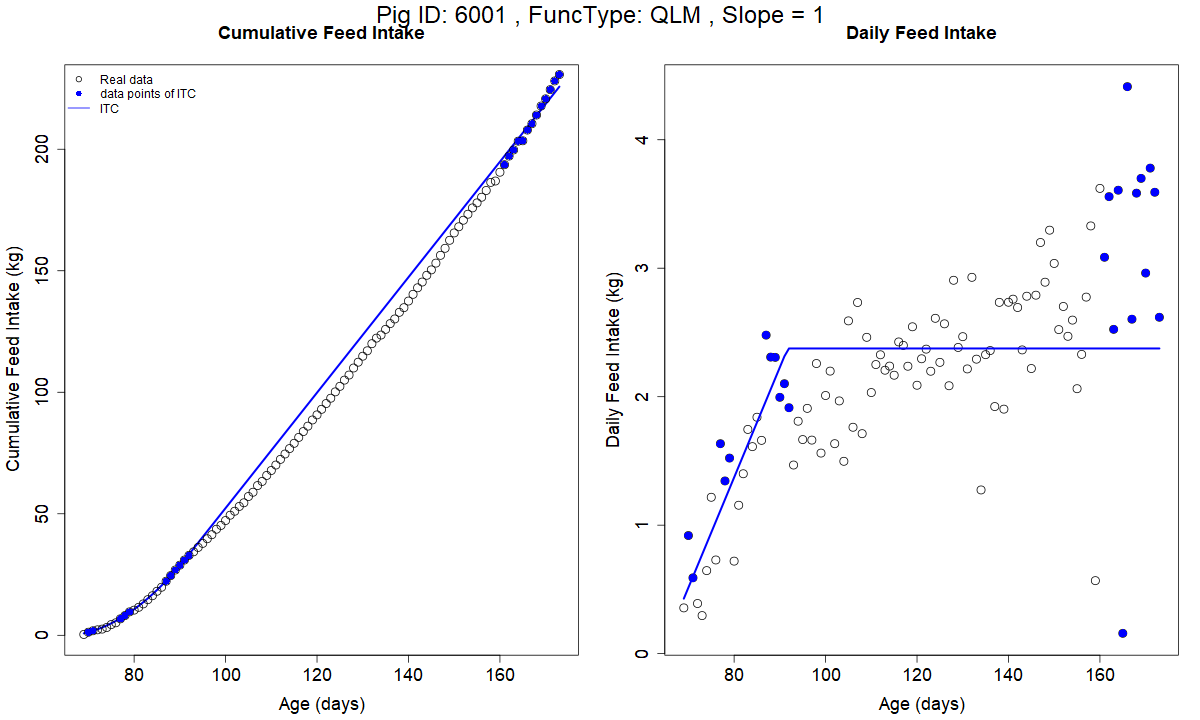 Pig ID: 6001 , FuncType: QLM , Slope = 1
Cumulative Feed Intake
Daily Feed Intake
Real data
data points of ITC
ITC
Cumulative Feed Intake (kg)
0
50
100
150
200
80
100
120
140
160
Age (days)
Daily Feed Intake (kg)
0
1
2
3
4
80
100
120
140
160
Age (days)